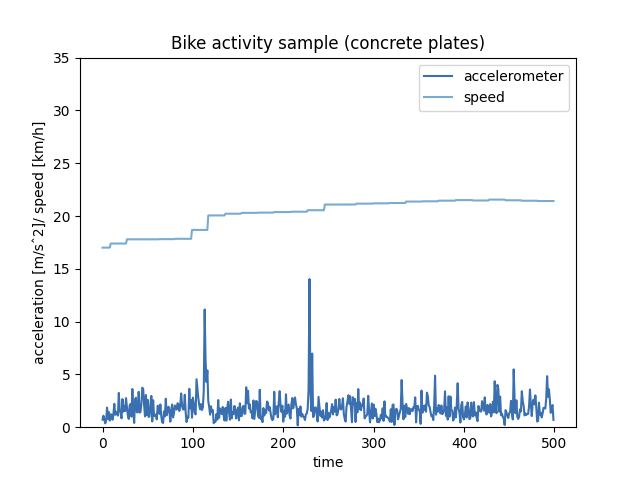 Bike activity sample (concrete plates)
35
30
25
20
15
10
5
0
acceleration [m/s^2]/ speed [km/h]
accelerometer
speed
0
100
200
300
400
500
time